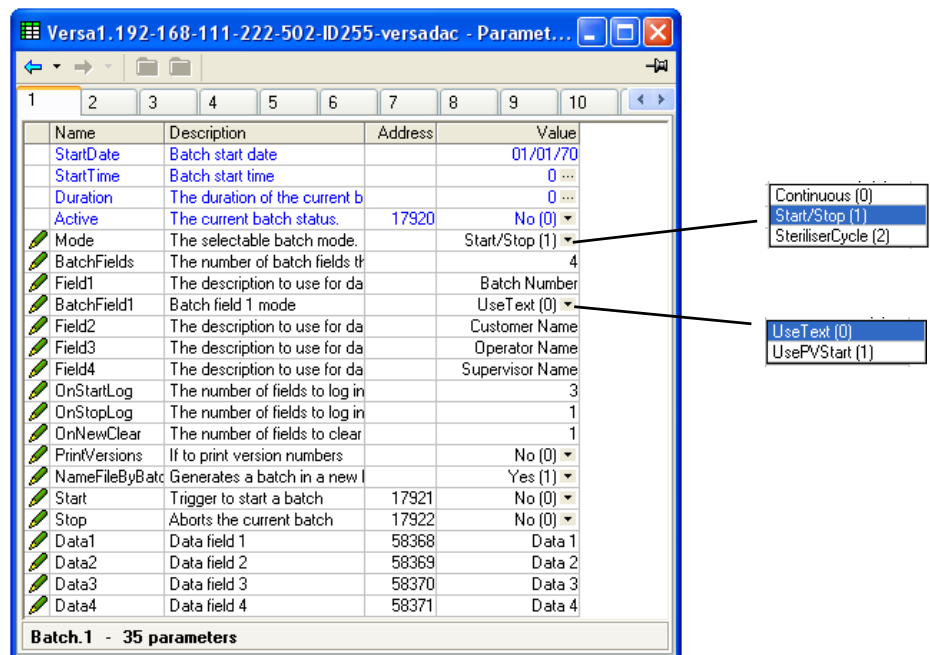 Versa1.192-168-111-222-502-ID255-versadac - Paramet...
1 2 3 4 5 6 7 8 9 10
Name Description Address Value
StartDate Batch start date 01/01/70
StartTime Batch start time 0 ...
Duration The duration of the current b 0 ...
Active The current batch status. 17920 No (0)
Mode The selectable batch mode. Start/Stop (1)
BatchFields The number of batch fields th 4
Field1 The description to use for da Batch Number
BatchField1 Batch field 1 mode UseText (0)
Field2 The description to use for da Customer Name
Field3 The description to use for da Operator Name
Field4 The description to use for da Supervisor Name
OnStartLog The number of fields to log in 3
OnStopLog The number of fields to log in 1
OnNewClear The number of fields to clear 1
PrintVersions If to print version numbers No (0)
NameFileByBatc Generates a batch in a new l Yes (1)
Start Trigger to start a batch 17921 No (0)
Stop Aborts the current batch 17922 No (0)
Data1 Data field 1 58368 Data 1
Data2 Data field 2 58369 Data 2
Data3 Data field 3 58370 Data 3
Data4 Data field 4 58371 Data 4
Batch.1 - 35 parameters
Continuous (0)
Start/Stop (1)
SteriliserCycle (2)
UseText (0)
UsePVStart (1)